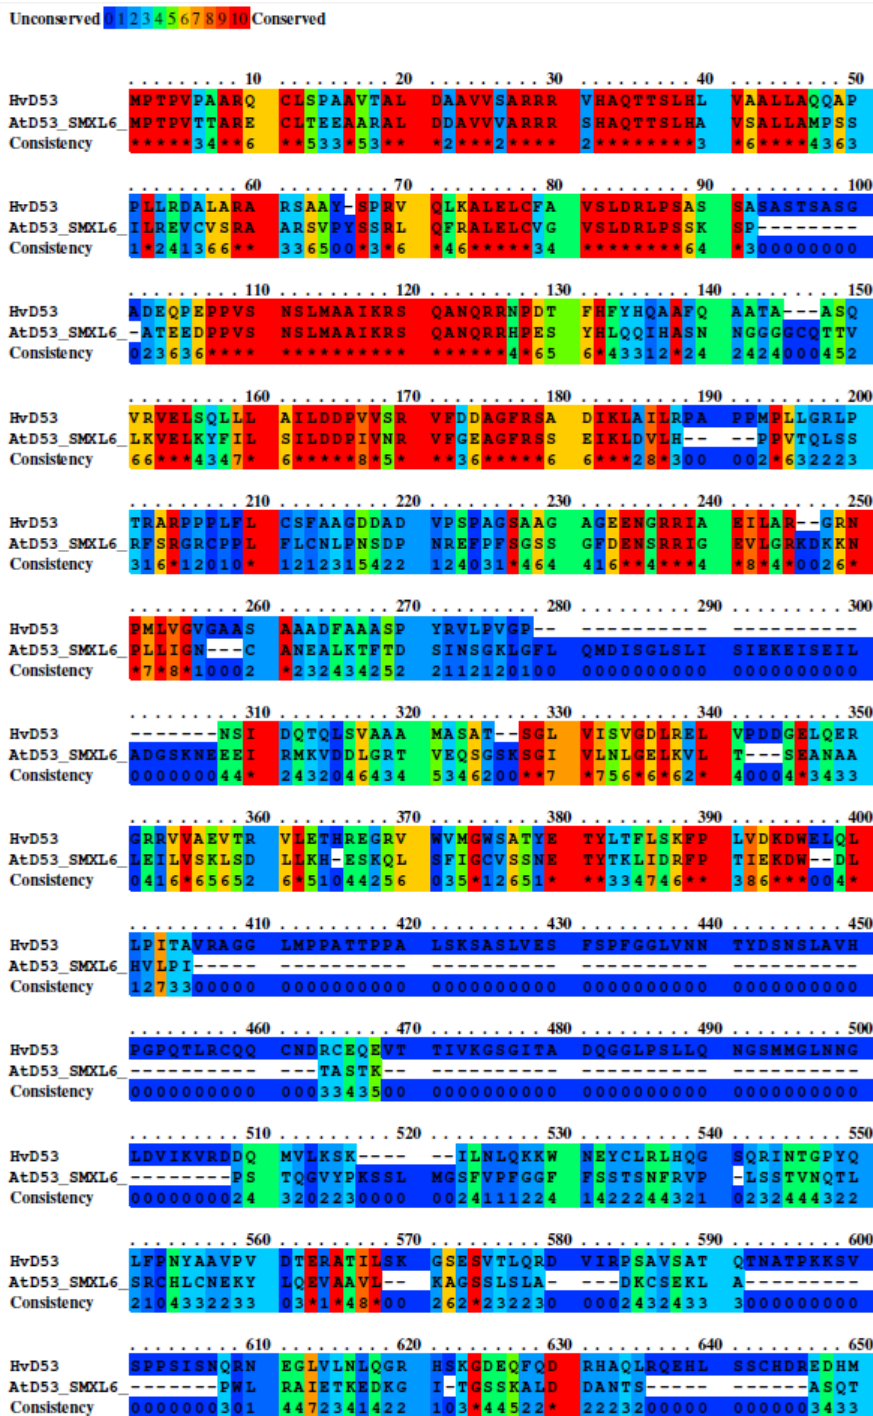 Unconserved 0 1 2 3 4 5 6 7 8 9 10 Conserved
. . . . . . . . . 10 . . . . . . . . . 20 . . . . . . . . . 30 . . . . . . . . . 40 . . . . . . . . . 50
HvD53 MPTPVPAARQ CLSPAAVTAL DAAVVSARRR VHAQTTSLHL VAALLAQQAP
AtD53_SMXL6_ MPTPVTTARE CLTEEAARAL DDAVVVARRR SHAQTTSLHA VSALLAMPSS
Consistency *****34**6 **533*53** **2***2*** 2********3 *6****4363
. . . . . . . . . 60 . . . . . . . . . 70 . . . . . . . . . 80 . . . . . . . . . 90 . . . . . . . . . 100
HvD53 PLLRDALARA RSAAY-SPRV QLKALELCFA VSLDRLPSAS SASASTSASG
AtD53_SMXL6_ ILREVCVSRA ARSVPYSSRL QFRALELCVG VSLDRLPSSK SP--------
Consistency 1*241366** 336500*3*6 *46*****34 ********64 *300000000
. . . . . . . . . 110 . . . . . . . . . 120 . . . . . . . . . 130 . . . . . . . . . 140 . . . . . . . . . 150
HvD53 ADEQPEPPVS NSLMAAIKRS QANQRRNPDT FHFYHQAAFQ AATA---ASQ
AtD53_SMXL6_ -ATEEDPPVS NSLMAAIKRS QANQRRHPES YHLQQIHASN NGGGGCQTTV
Consistency 023636**** ********** ******4*65 6*43312*24 2424000452
. . . . . . . . . 160 . . . . . . . . . 170 . . . . . . . . . 180 . . . . . . . . . 190 . . . . . . . . . 200
HvD53 VRVELSQLLL AILDDPVVSR VFDDAGFRSA DIKLAILRPA PPMPLLGRLP
AtD53_SMXL6_ LKVELKYFIL SILDDPIVNR VFGEAGFRSS EIKLDVLH-- --PPVTQLSS
Consistency 66***4347* 6*****8*5* **36*****6 6***28*300 002*632223
. . . . . . . . . 210 . . . . . . . . . 220 . . . . . . . . . 230 . . . . . . . . . 240 . . . . . . . . . 250
HvD53 TRARPPPLFL CSFAAGDDAD VPSPAGSAAG AGEENGRRIA EILAR--GRN
AtD53_SMXL6_ RFSRGRCPPL FLCNLPNSDP NREFPFSGSS GFDENSRRIG EVLGRKDKKN
Consistency 316*12010* 1212315422 124031*464 416**4***4 *8*4*0026*
. . . . . . . . . 260 . . . . . . . . . 270 . . . . . . . . . 280 . . . . . . . . . 290 . . . . . . . . . 300
HvD53 PMLVGVGAAS AAADFAAASP YRVLPVGP-- ---------- ----------
AtD53_SMXL6_ PLLIGN---C ANEALKTFTD SINSGKLGFL QMDISGLSLI SIEKEISEIL
Consistency *7*8*10002 *232434252 2112120100 0000000000 0000000000
. . . . . . . . . 310 . . . . . . . . . 320 . . . . . . . . . 330 . . . . . . . . . 340 . . . . . . . . . 350
HvD53 -------NSI DQTQLSVAAA MASAT--SGL VISVGDLREL VPDDGELQER
AtD53_SMXL6_ ADGSKNEEEI RMKVDDLGRT VEQSGSKSGI VLNLGELKVL T---SEANAA
Consistency 000000044* 2432046434 5346200**7 *756*6*62* 40004*3433
. . . . . . . . . 360 . . . . . . . . . 370 . . . . . . . . . 380 . . . . . . . . . 390 . . . . . . . . . 400
HvD53 GRRVVAEVTR VLETHREGRV WVMGWSATYE TYLTFLSKFP LVDKDWELQL
AtD53_SMXL6_ LEILVSKLSD LLKH-ESKQL SFIGCVSSNE TYTKLIDRFP TIEKDW--DL
Consistency 0416*65652 6*51044256 035*12651* **334746** 386***004*
. . . . . . . . . 410 . . . . . . . . . 420 . . . . . . . . . 430 . . . . . . . . . 440 . . . . . . . . . 450
HvD53 LPITAVRAGG LMPPATTPPA LSKSASLVES FSPFGGLVNN TYDSNSLAVH
AtD53_SMXL6_ HVLPI----- ---------- ---------- ---------- ----------
Consistency 1273300000 0000000000 0000000000 0000000000 0000000000
. . . . . . . . . 460 . . . . . . . . . 470 . . . . . . . . . 480 . . . . . . . . . 490 . . . . . . . . . 500
HvD53 PGPQTLRCQQ CNDRCEQEVT TIVKGSGITA DQGGLPSLLQ NGSMMGLNNG
AtD53_SMXL6_ ---------- ---TASTK-- ---------- ---------- ----------
Consistency 0000000000 0003343500 0000000000 0000000000 0000000000
. . . . . . . . . 510 . . . . . . . . . 520 . . . . . . . . . 530 . . . . . . . . . 540 . . . . . . . . . 550
HvD53 LDVIKVRDDQ MVLKSK---- --ILNLQKKW NEYCLRLHQG SQRINTGPYQ
AtD53_SMXL6_ --------PS TQGVYPKSSL MGSFVPFGGF FSSTSNFRVP -LSSTVNQTL
Consistency 0000000024 3202230000 0024111224 1422244321 0232444322
. . . . . . . . . 560 . . . . . . . . . 570 . . . . . . . . . 580 . . . . . . . . . 590 . . . . . . . . . 600
HvD53 LFPNYAAVPV DTERATILSK GSESVTLQRD VIRPSAVSAT QTNATPKKSV
AtD53_SMXL6_ SRCHLCNEKY LQEVAAVL-- KAGSSLSLA- ---DKCSEKL A---------
Consistency 2104332233 03*1*48*00 262*232230 0002432433 3000000000
. . . . . . . . . 610 . . . . . . . . . 620 . . . . . . . . . 630 . . . . . . . . . 640 . . . . . . . . . 650
HvD53 SPPSISNQRN EGLVLNLQGR HSKGDEQFQD RHAQLRQEHL SSCHDREDHM
AtD53_SMXL6_ -------PWL RAIETKEDKG I-TGSSKALD DANTS----- ------ASQT
Consistency 0000000301 4472341422 103*44522* 2223200000 0000003433